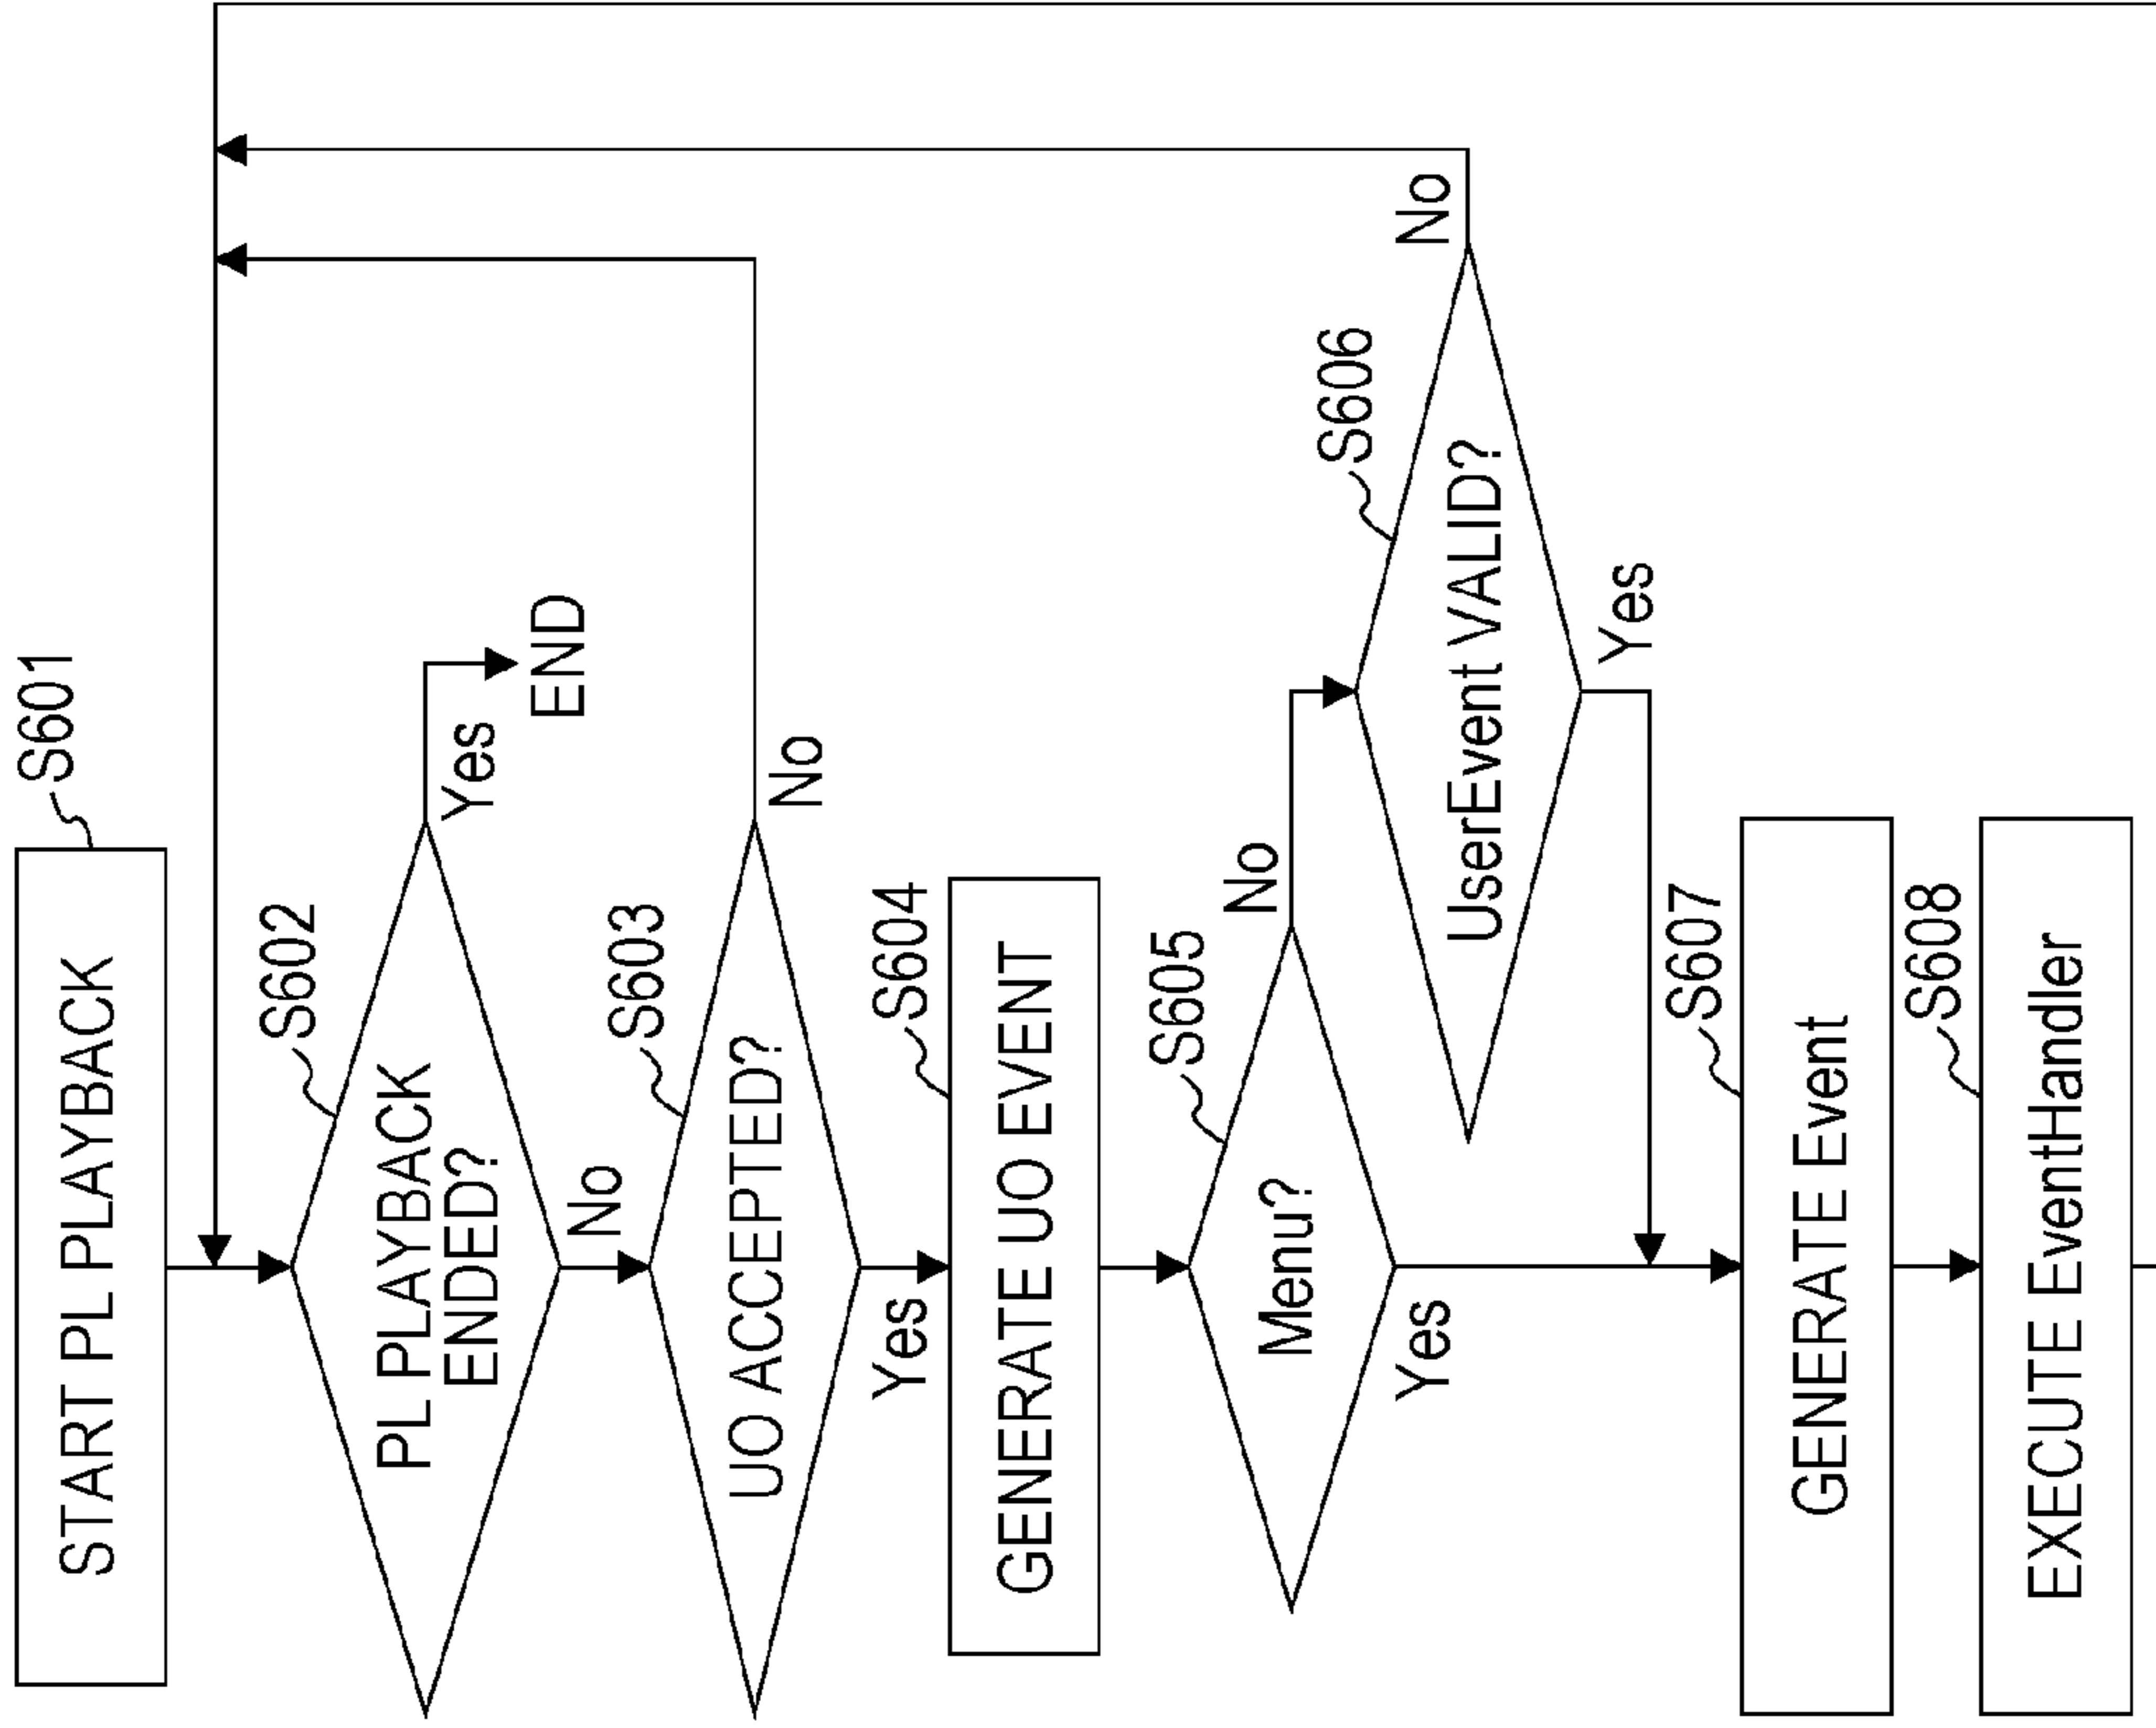 START PL PLAYBACK
S601
PL PLAYBACK
ENDED?
S602
Yes
END
No
UO ACCEPTED?
S603
No
Yes
GENERATE UO EVENT
S604
Menu?
S605
No
Yes
UserEvent VALID?
S606
No
Yes
GENERATE Event
S607
EXECUTE EventHandler
S608